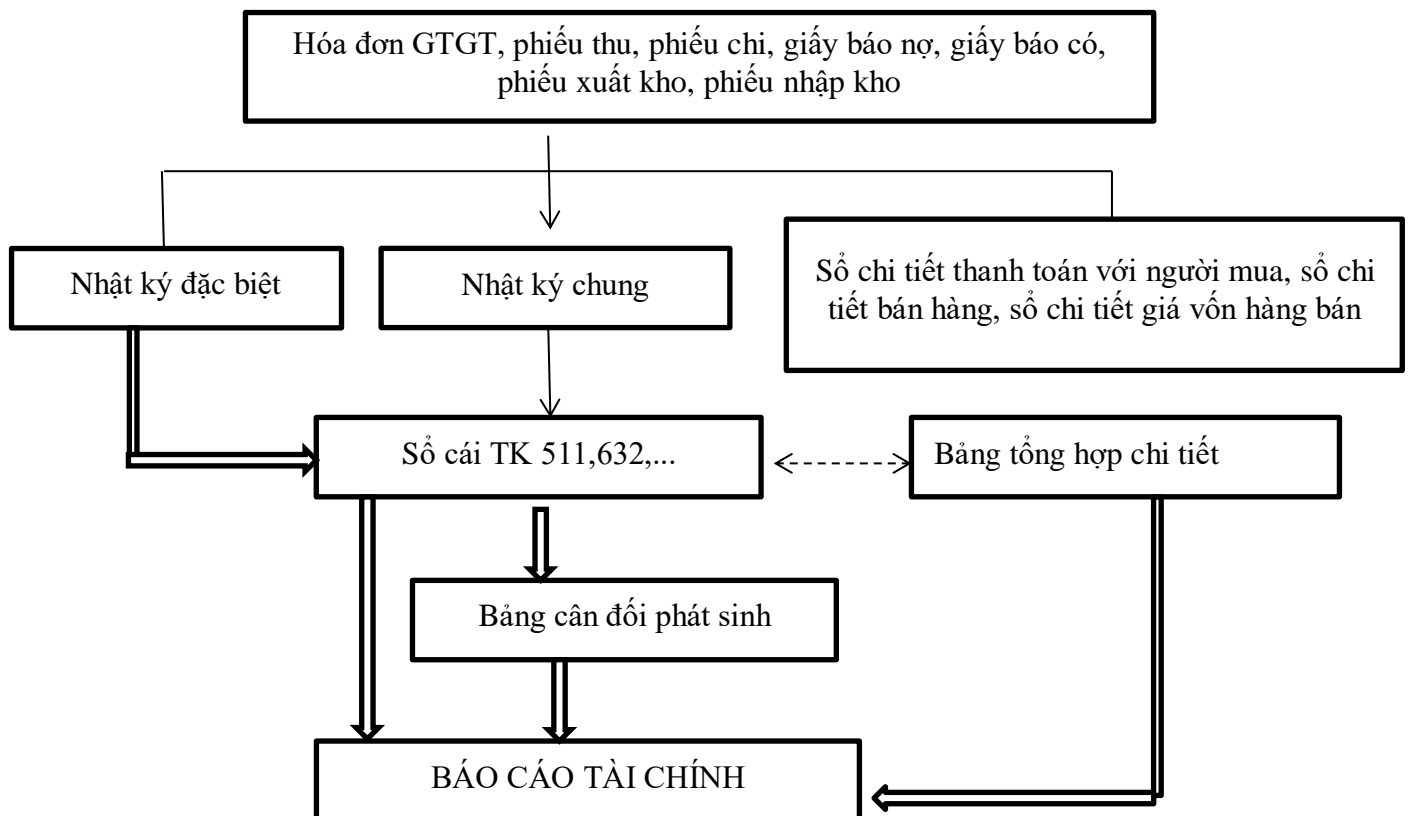 Hóa đơn GTGT, phiếu thu, phiếu chi, giấy báo nợ, giấy báo có,
phiếu xuất kho, phiếu nhập kho
Nhật ký đặc biệt
Nhật ký chung
Sổ chi tiết thanh toán với người mua, sổ chi
tiết bán hàng, sổ chi tiết giá vốn hàng bán
Sổ cái TK 511,632,...
Bảng tổng hợp chi tiết
Bảng cân đối phát sinh
BÁO CÁO TÀI CHÍNH